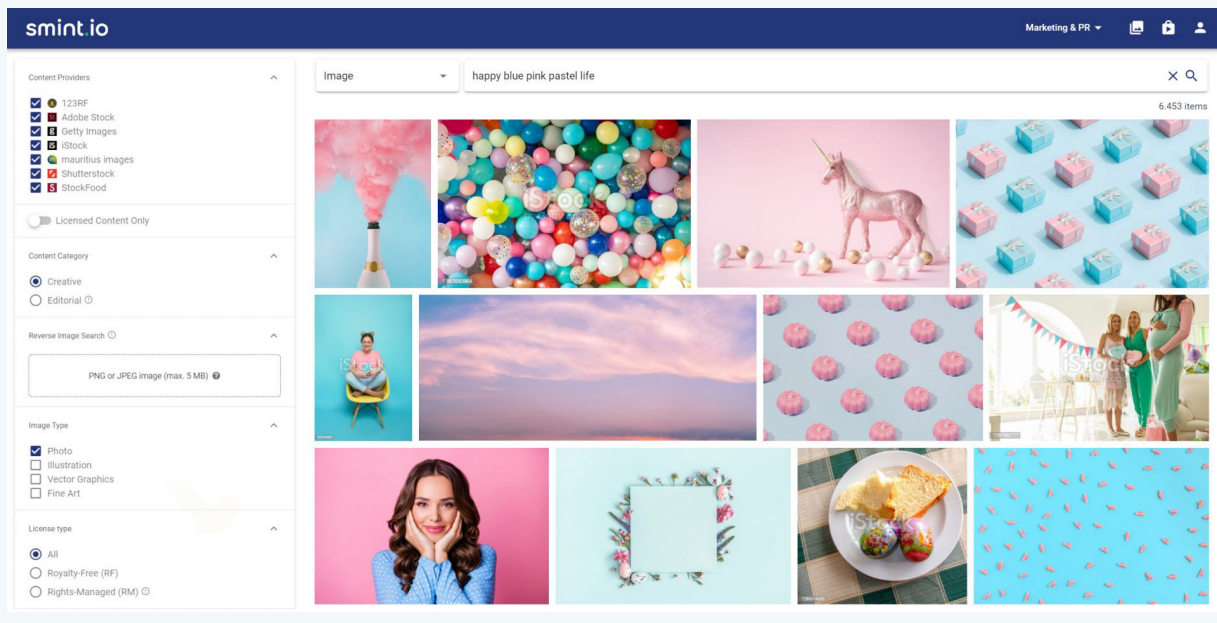 smint.io
Marketing & PR
Content Providers
123RF
Adobe Stock
Getty Images
iStock
mauritius images
Shutterstock
StockFood
Licensed Content Only
Content Category
Creative
Editorial
Reverse Image Search
PNG or JPEG image (max. 5 MB)
Image Type
Photo
Illustration
Vector Graphics
Fine Art
License type
All
Royalty-Free (RF)
Rights-Managed (RM)
Image
happy blue pink pastel life
6.453 items
iStock
iStock
iStock
iStock